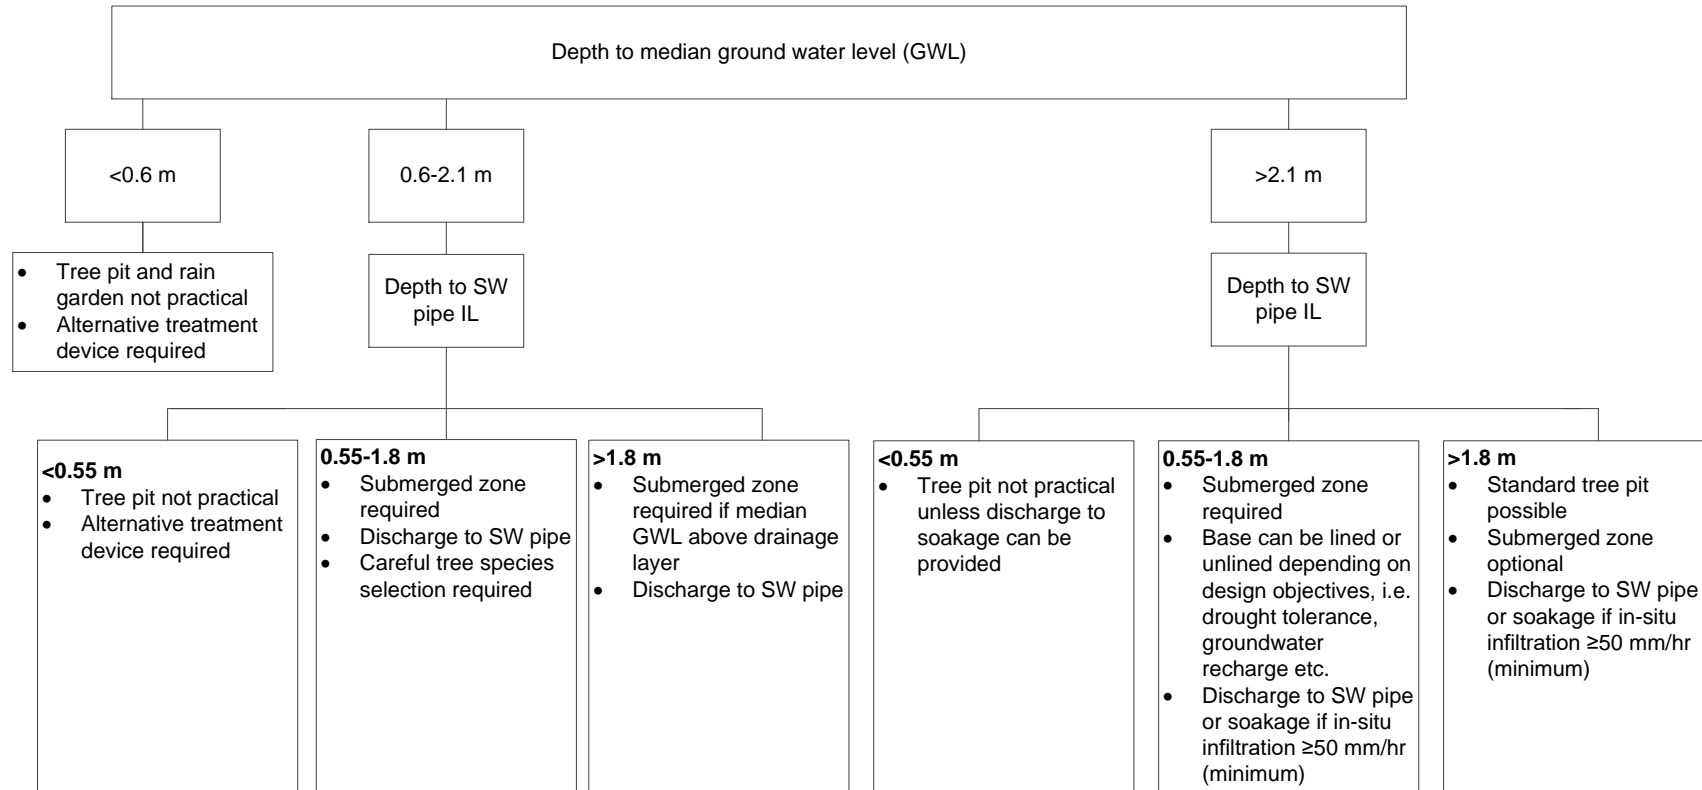 Depth to median ground water level (GWL)
<0.6 m
0.6-2.1 m
>2.1 m
• Tree pit and rain
garden not practical
• Alternative treatment
device required
Depth to SW
pipe IL
Depth to SW
pipe IL
<0.55 m
• Tree pit not practical
• Alternative treatment
device required
0.55-1.8 m
• Submerged zone
required
• Discharge to SW pipe
• Careful tree species
selection required
>1.8 m
• Submerged zone
required if median
GWL above drainage
layer
• Discharge to SW pipe
<0.55 m
• Tree pit not practical
unless discharge to
soakage can be
provided
0.55-1.8 m
• Submerged zone
required
• Base can be lined or
unlined depending on
design objectives, i.e.
drought tolerance,
groundwater
recharge etc.
• Discharge to SW pipe
or soakage if in-situ
infiltration ≥50 mm/hr
(minimum)
>1.8 m
• Standard tree pit
possible
• Submerged zone
optional
• Discharge to SW pipe
or soakage if in-situ
infiltration ≥50 mm/hr
(minimum)